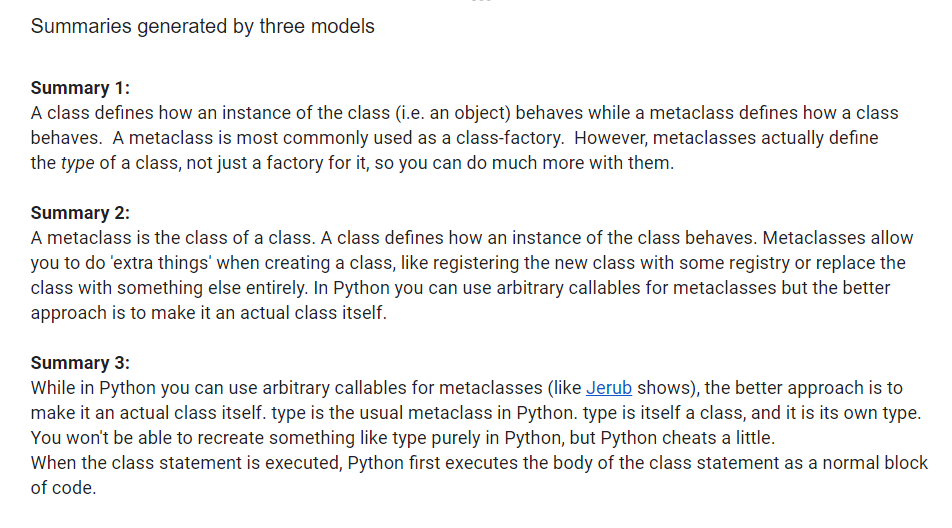 Summaries generated by three models
Summary 1:
A class defines how an instance of the class (i.e. an object) behaves while a metaclass defines how a class
behaves.  A metaclass is most commonly used as a class-factory.  However, metaclasses actually define
the type of a class, not just a factory for it, so you can do much more with them.
Summary 2:
A metaclass is the class of a class. A class defines how an instance of the class behaves. Metaclasses allow
you to do 'extra things' when creating a class, like registering the new class with some registry or replace the
class with something else entirely. In Python you can use arbitrary callables for metaclasses but the better
approach is to make it an actual class itself.
Summary 3:
While in Python you can use arbitrary callables for metaclasses (like Jerub shows), the better approach is to
make it an actual class itself. type is the usual metaclass in Python. type is itself a class, and it is its own type.
You won't be able to recreate something like type purely in Python, but Python cheats a little.
When the class statement is executed, Python first executes the body of the class statement as a normal block
of code.